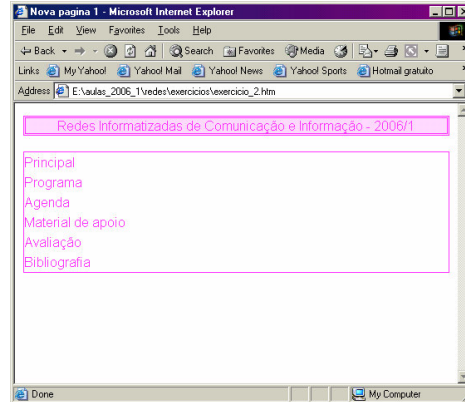 Nova pagina 1 - Microsoft Internet Explorer
File Edit View Favorites Tools Help
Back Search Favorites Media
Links My Yahoo! Yahoo! Mail Yahoo! News Yahoo! Sports Hotmail gratuito
Address E:\aulas_2006_1\redes\exercicios\exercicio_2.htm
Redes Informatizadas de Comunicação e Informação - 2006/1
Principal
Programa
Agenda
Material de apoio
Avaliação
Bibliografia
Done My Computer